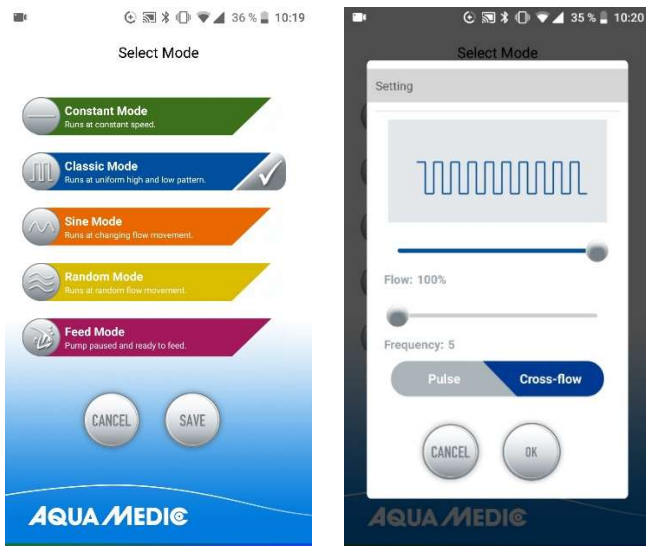 36 % 10:19
Select Mode
Constant Mode
Runs at constant speed.
Classic Mode
Runs at uniform high and low pattern.
Sine Mode
Runs at changing flow movement.
Random Mode
Runs at random flow movement.
Feed Mode
Pump paused and ready to feed.
CANCEL SAVE
AQUA MEDIC
35 % 10:20
Select Mode
Setting
Flow: 100%
Frequency: 5
Pulse Cross-flow
CANCEL OK
AQUA MEDIC